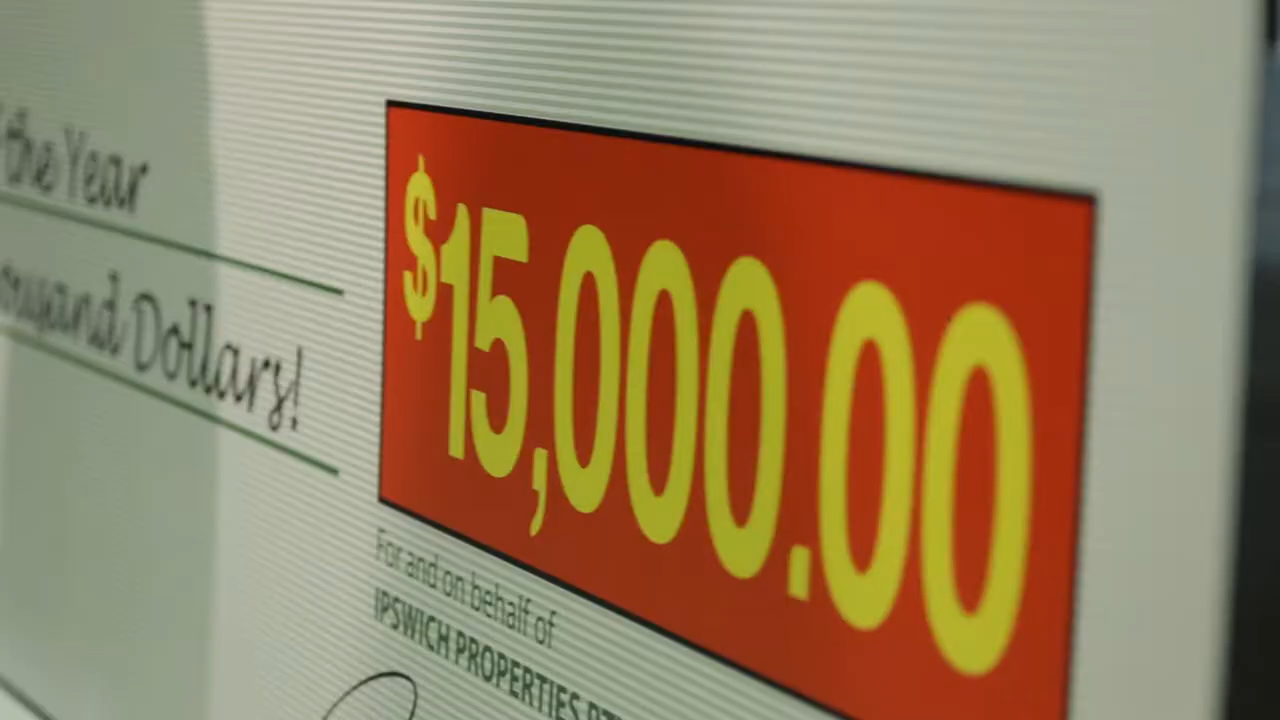 the Year
Dollars!
$15,000.00
For and on behalf of
IPSWICH PROPERTIES